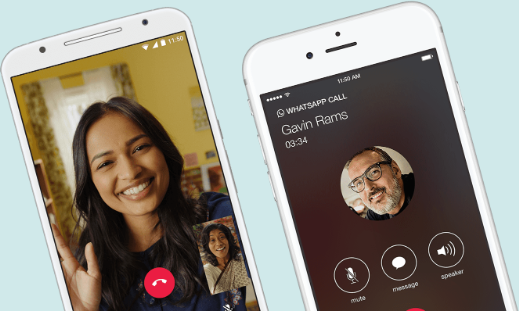 11:50
11:50 AM
WHATSAPP CALL
Gavin Rams
03:34
mute
message
speaker